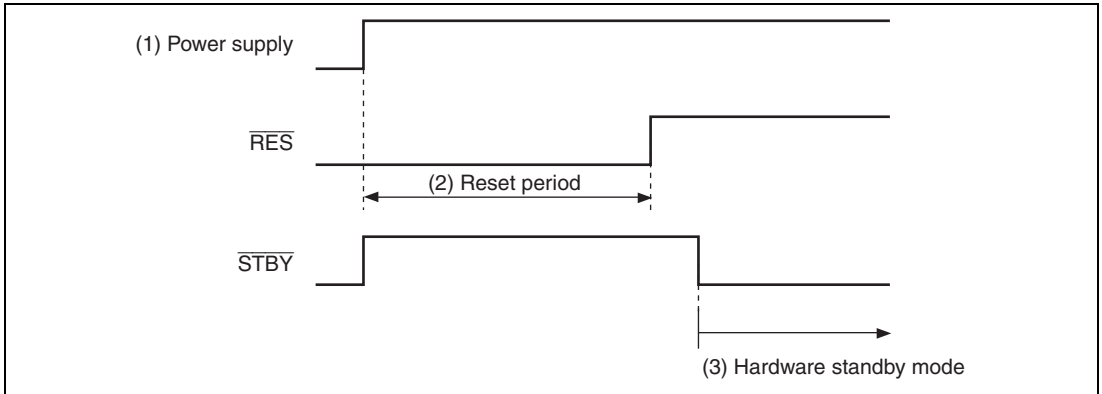 (1) Power supply
RES
(2) Reset period
STBY
(3) Hardware standby mode